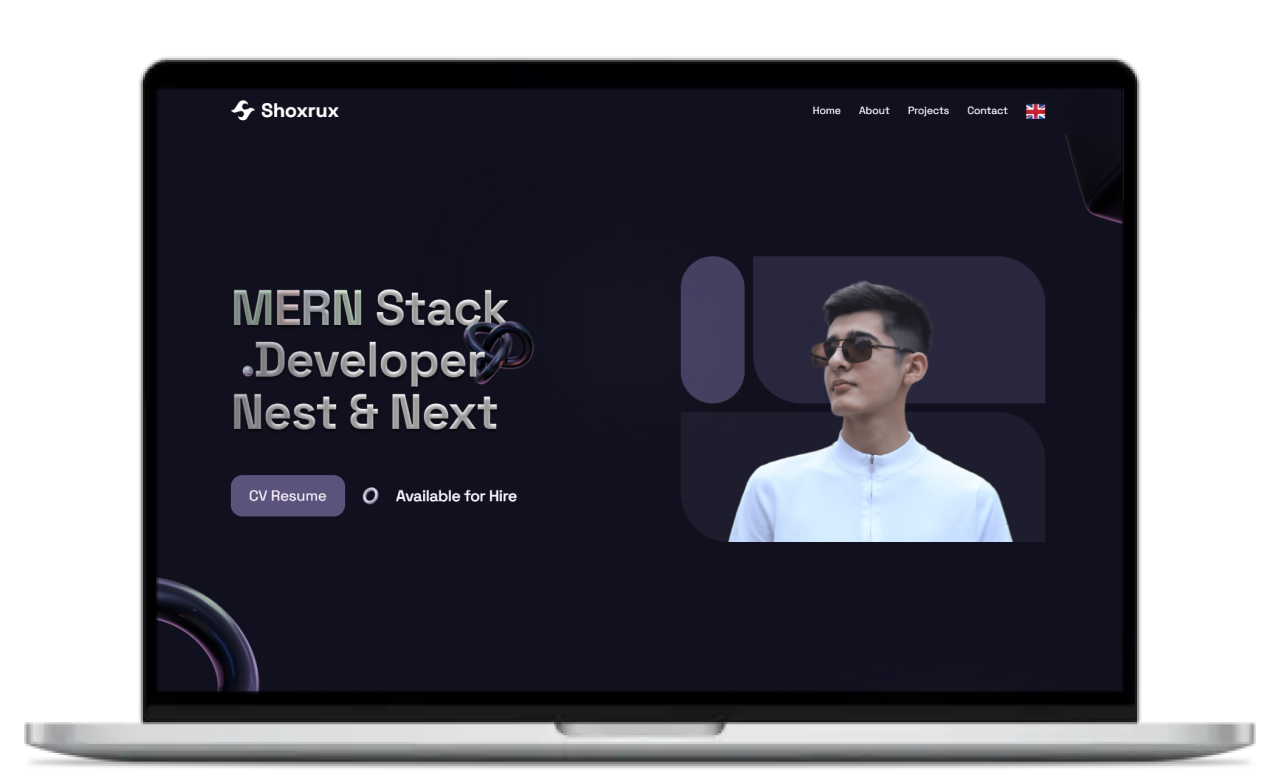 Shoxrux
Home About Projects Contact
MERN Stack
.Developer
Nest & Next
CV Resume
Available for Hire